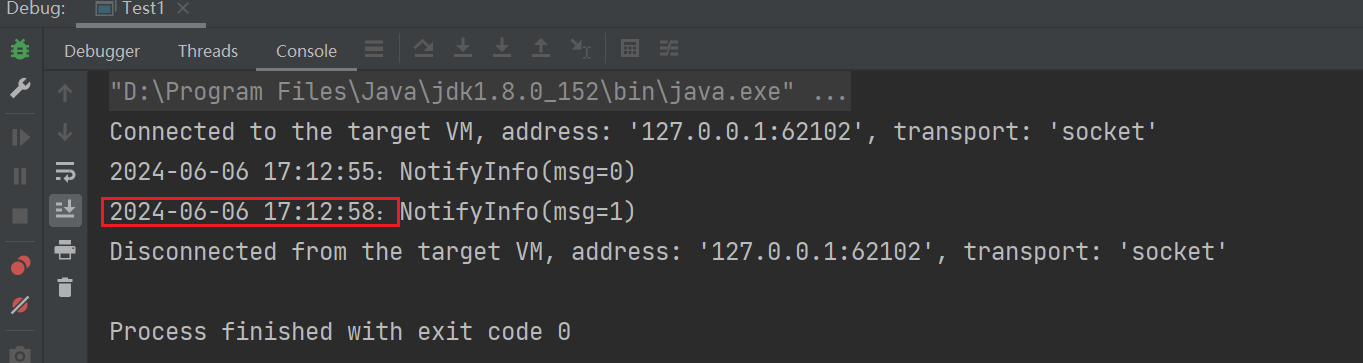 Debug: Test1
Debugger Threads Console
"D:\Program Files\Java\jdk1.8.0_152\bin\java.exe" ...
Connected to the target VM, address: '127.0.0.1:62102', transport: 'socket'
2024-06-06 17:12:55：NotifyInfo(msg=0)
2024-06-06 17:12:58：NotifyInfo(msg=1)
Disconnected from the target VM, address: '127.0.0.1:62102', transport: 'socket'
Process finished with exit code 0